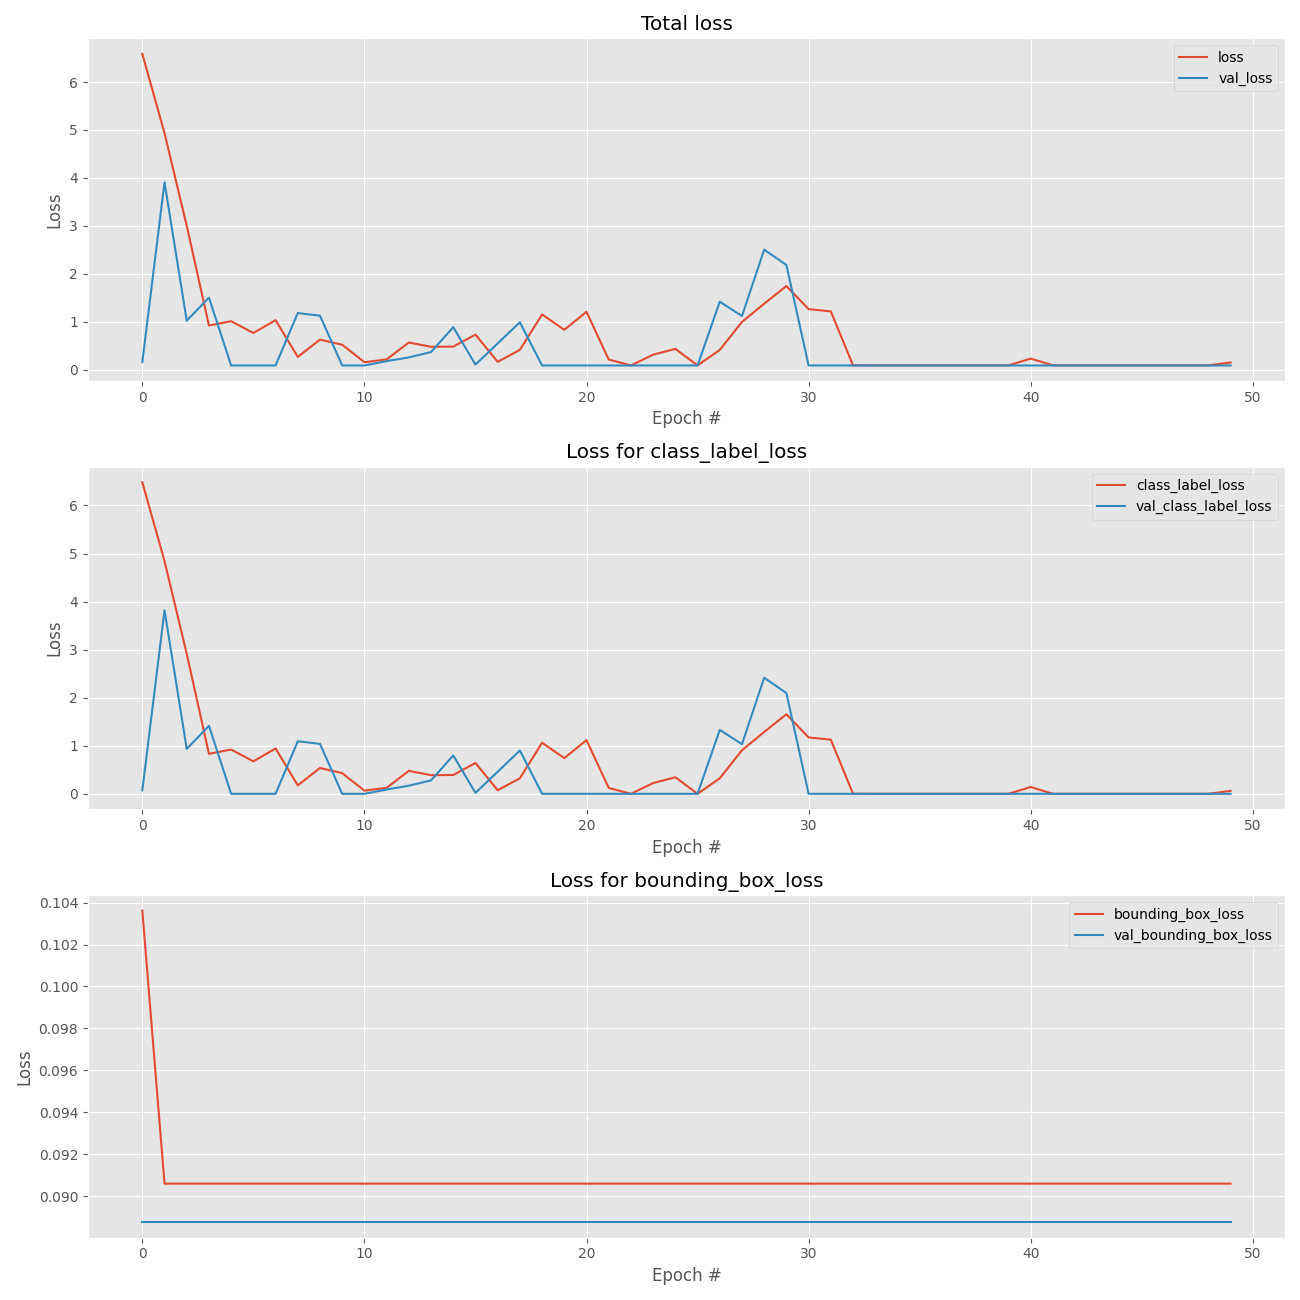 Total loss
loss
val_loss
6
5
4
3
2
1
0
Loss
0 10 20 30 40 50
Epoch #
Loss for class_label_loss
class_label_loss
val_class_label_loss
6
5
4
3
2
1
0
Loss
0 10 20 30 40 50
Epoch #
Loss for bounding_box_loss
bounding_box_loss
val_bounding_box_loss
0.104
0.102
0.100
0.098
0.096
0.094
0.092
0.090
Loss
0 10 20 30 40 50
Epoch #